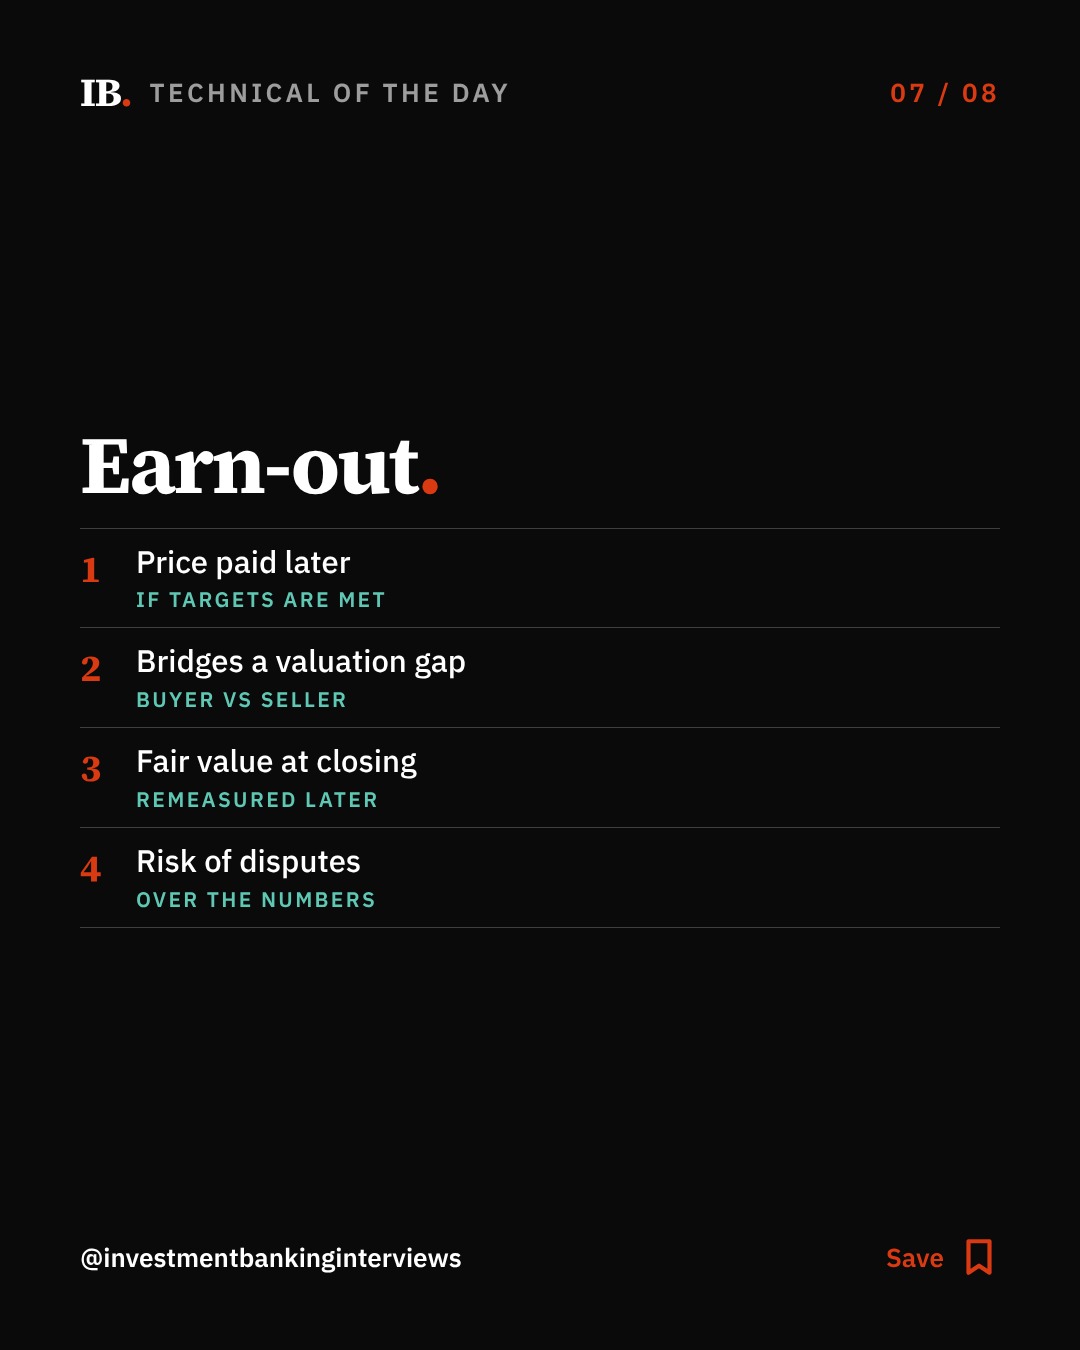 IB. TECHNICAL OF THE DAY
07 / 08
Earn-out.
1 Price paid later
IF TARGETS ARE MET
2 Bridges a valuation gap
BUYER VS SELLER
3 Fair value at closing
REMEASURED LATER
4 Risk of disputes
OVER THE NUMBERS
@investmentbankinginterviews
Save